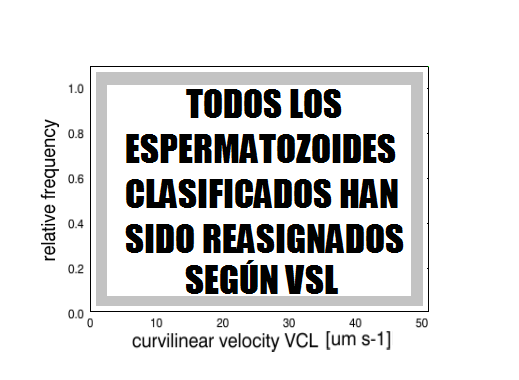 1.0
0.8
0.6
0.4
0.2
0.0
relative frequency
TODOS LOS
ESPERMATOZOIDES
CLASIFICADOS HAN
SIDO REASIGNADOS
SEGÚN VSL
0 10 20 30 40 50
curvilinear velocity VCL [um s-1]